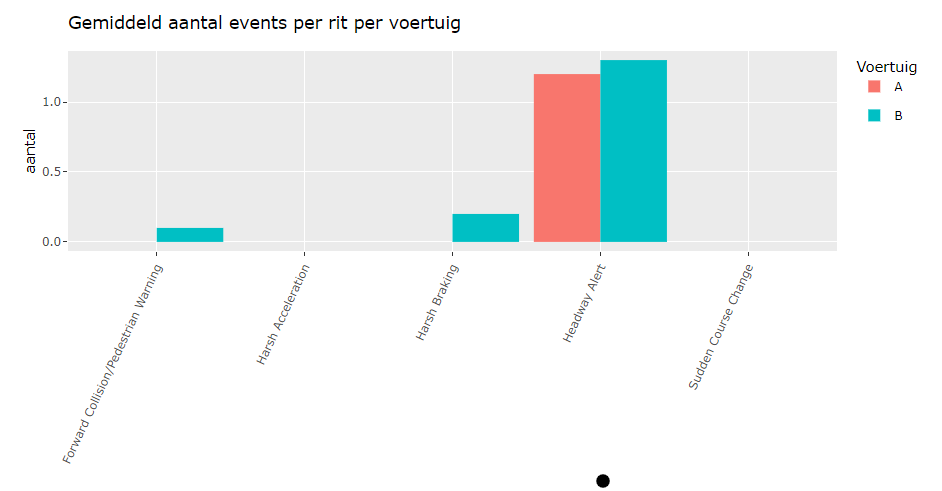 Gemiddeld aantal events per rit per voertuig
aantal
1.0
0.5
0.0
Forward Collision/Pedestrian Warning
Harsh Acceleration
Harsh Braking
Headway Alert
Sudden Course Change
Voertuig
A
B